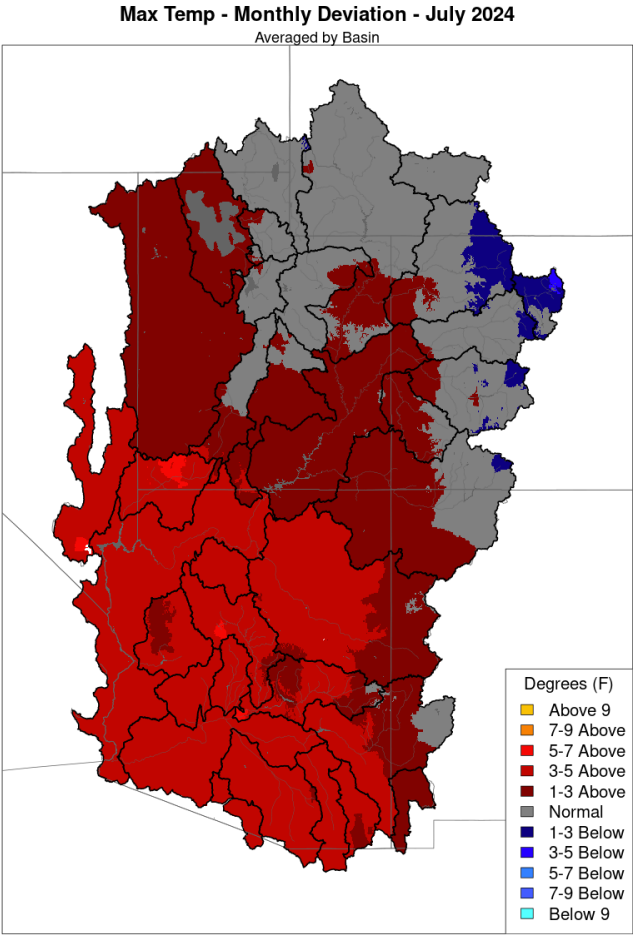 Max Temp - Monthly Deviation - July 2024
Averaged by Basin
Degrees (F)
Above 9
7-9 Above
5-7 Above
3-5 Above
1-3 Above
Normal
1-3 Below
3-5 Below
5-7 Below
7-9 Below
Below 9